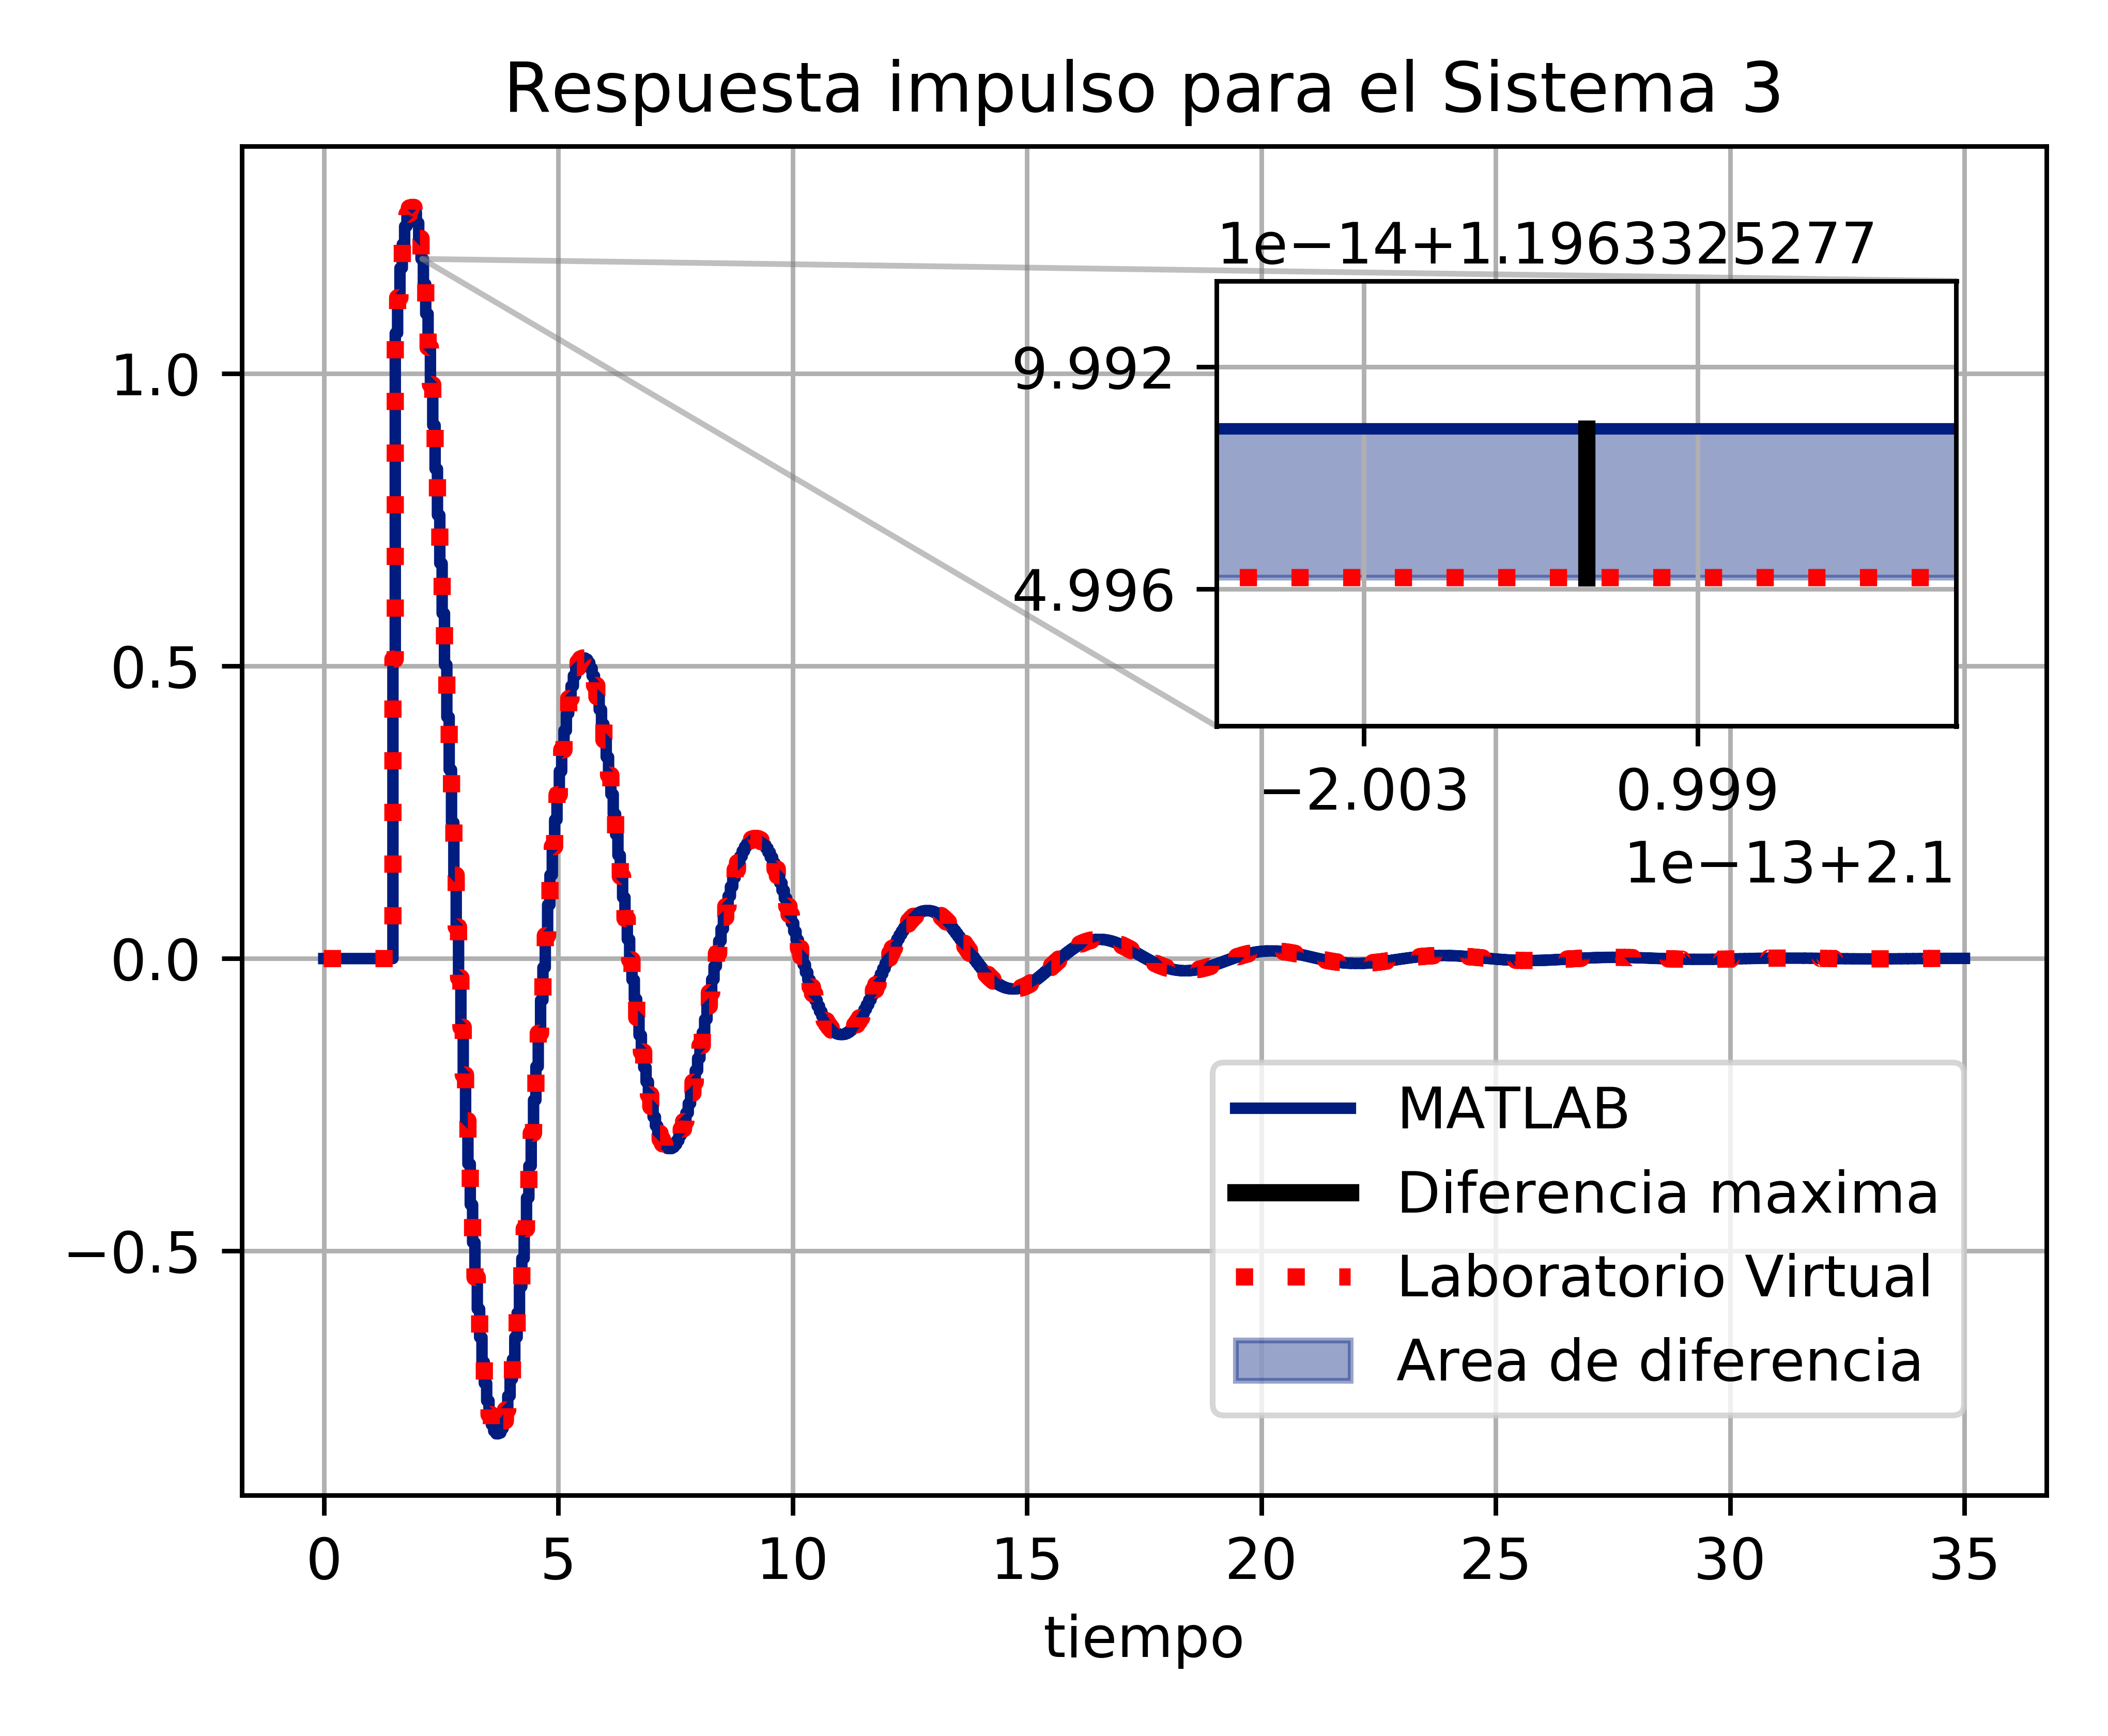 Respuesta impulso para el Sistema 3
1e−14+1.1963325277
9.992
4.996
−2.003 0.999
1e−13+2.1
1.0
0.5
0.0
−0.5
MATLAB
Diferencia maxima
Laboratorio Virtual
Area de diferencia
0 5 10 15 20 25 30 35
tiempo